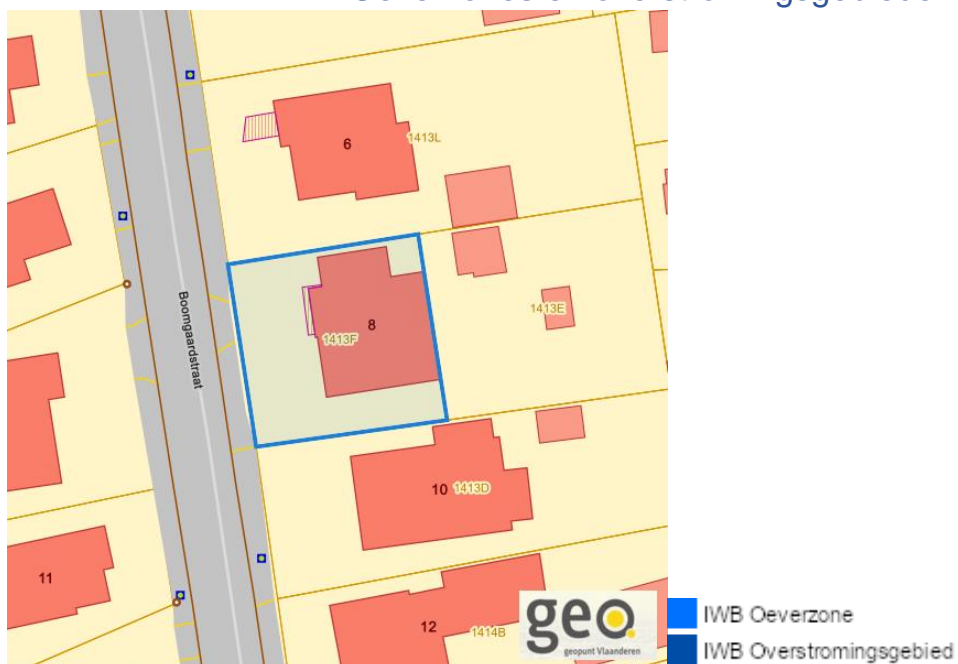 6
1413L
8
1413F
1413E
Boomgaardstraat
10
1413D
11
12
1414B
geo
geopunt Vlaanderen
IWB Oeverzone
IWB Overstromingsgebied